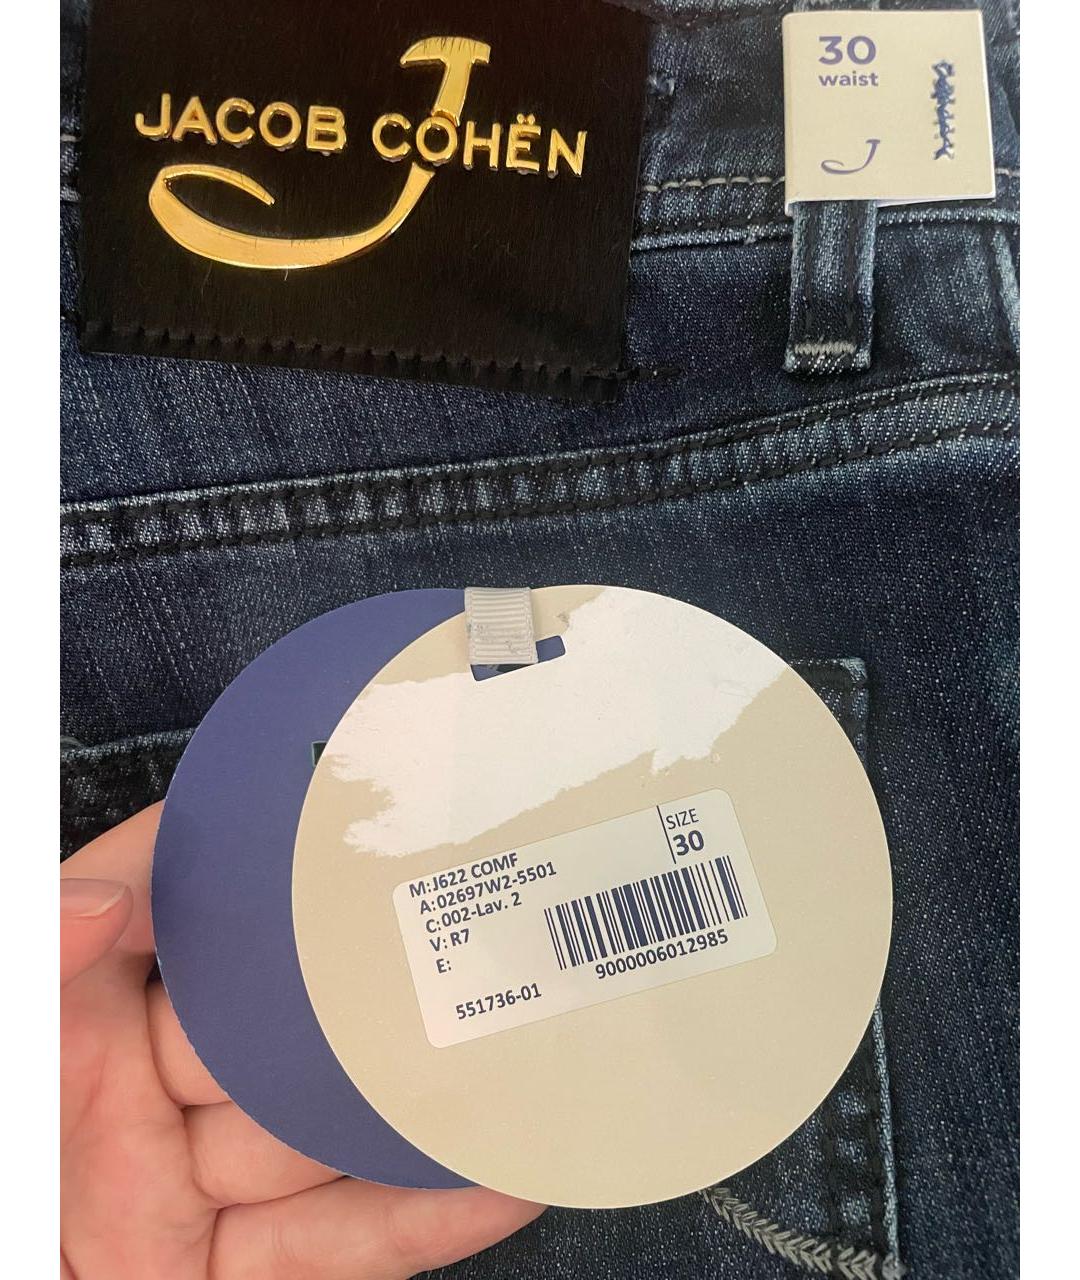 JACOB COHËN
30
waist
SIZE
30
M:J622 COMF
A:02697W2-5501
C:002-Lav. 2
V: R7
E:
9000006012985
551736-01